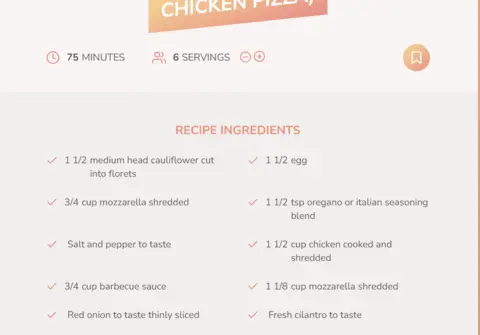 CHICKEN PIZZA)
75 MINUTES
6 SERVINGS
RECIPE INGREDIENTS
1 1/2 medium head cauliflower cut
into florets
1 1/2 egg
3/4 cup mozzarella shredded
1 1/2 tsp oregano or italian seasoning
blend
Salt and pepper to taste
1 1/2 cup chicken cooked and
shredded
3/4 cup barbecue sauce
1 1/8 cup mozzarella shredded
Red onion to taste thinly sliced
Fresh cilantro to taste